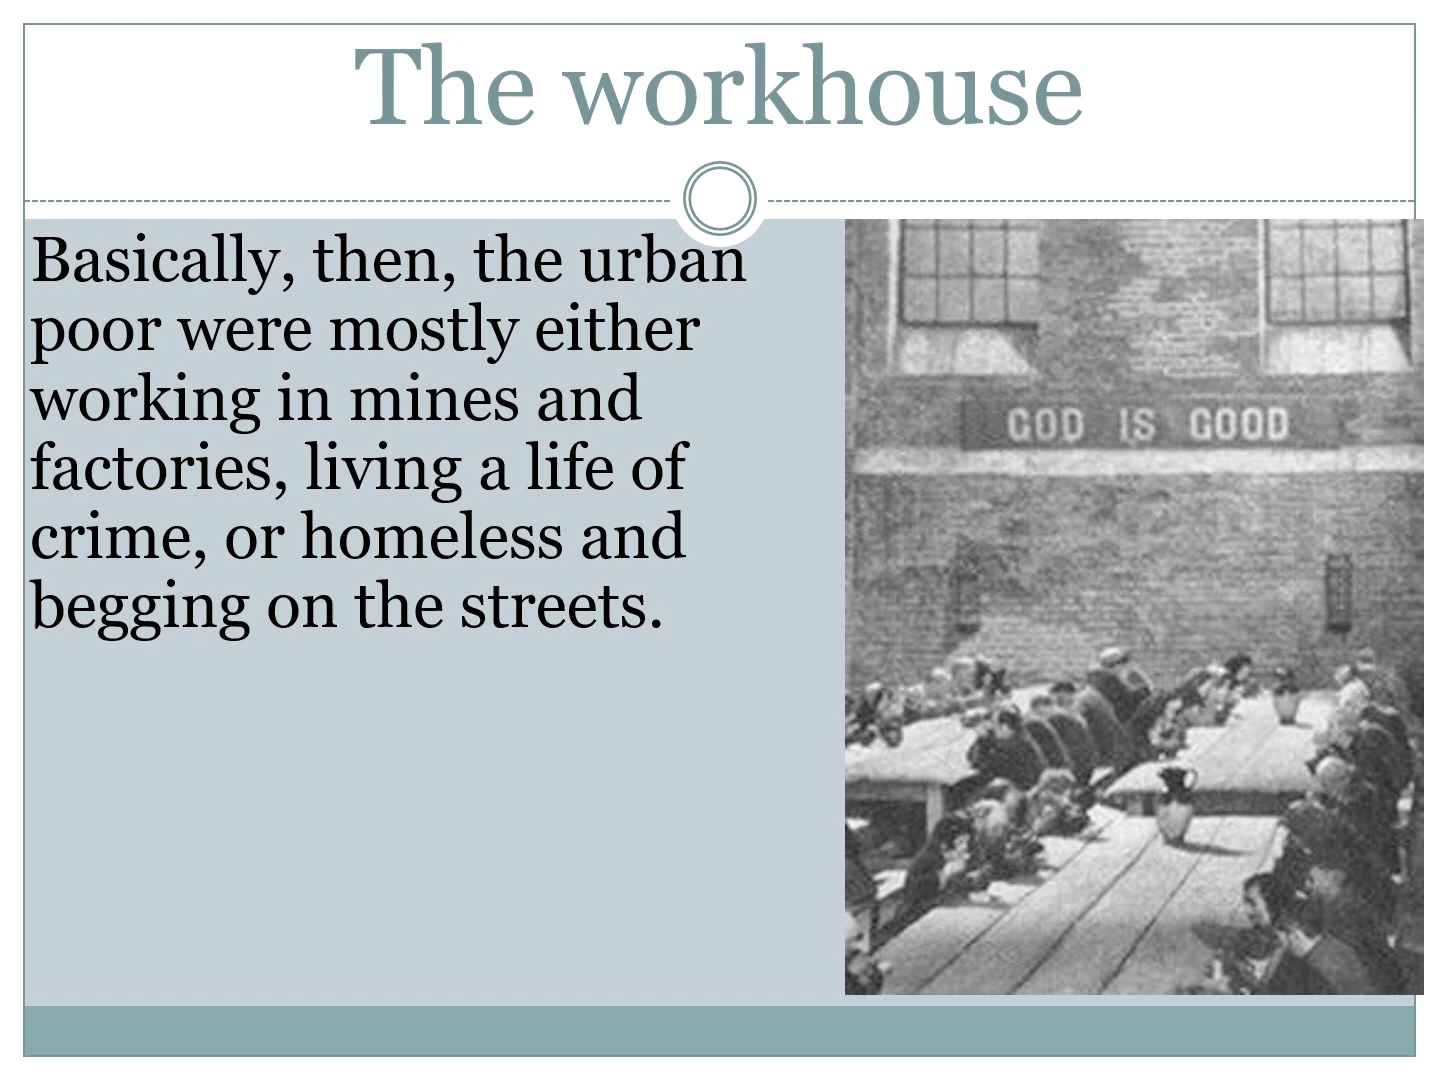 The workhouse
Basically, then, the urban
poor were mostly either
working in mines and
factories, living a life of
crime, or homeless and
begging on the streets.
GOD IS GOOD